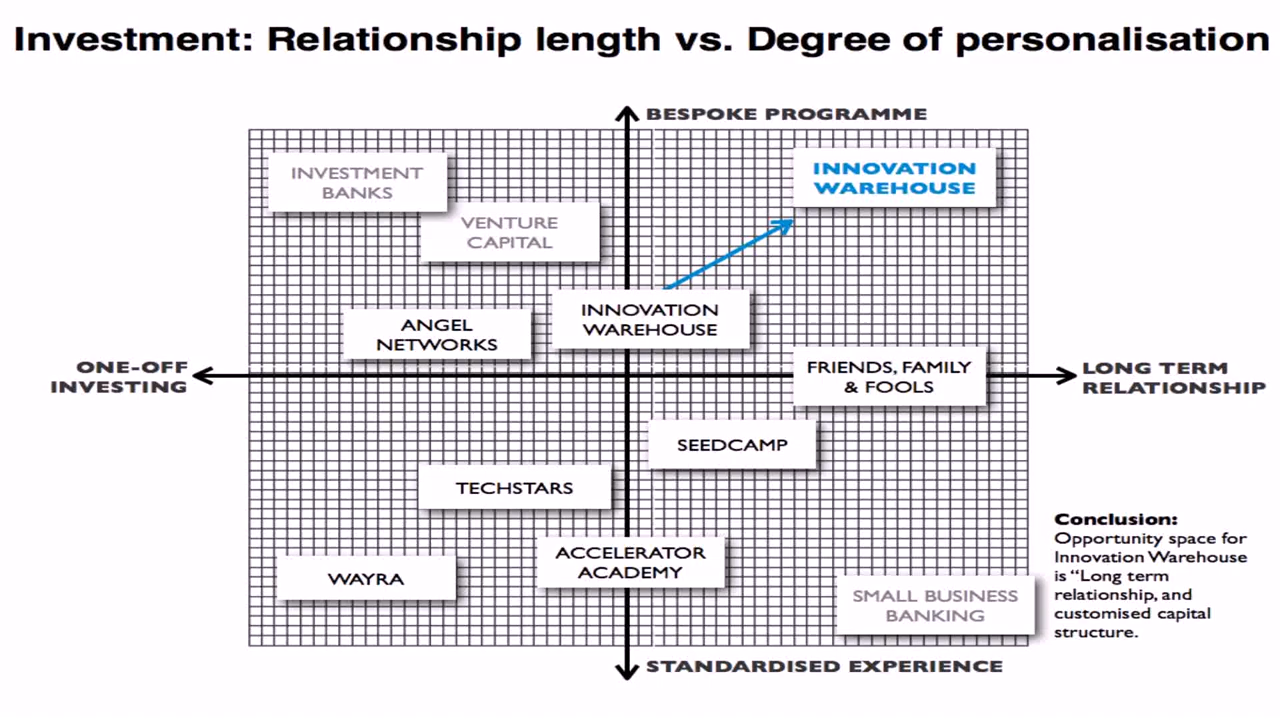 Investment: Relationship length vs. Degree of personalisation
BESPOKE PROGRAMME
INVESTMENT
BANKS
INNOVATION
WAREHOUSE
VENTURE
CAPITAL
INNOVATION
WAREHOUSE
ANGEL
NETWORKS
ONE-OFF
INVESTING
FRIENDS, FAMILY
& FOOLS
LONG TERM
RELATIONSHIP
SEEDCAMP
TECHSTARS
ACCELERATOR
ACADEMY
WAYRA
SMALL BUSINESS
BANKING
Conclusion:
Opportunity space for
Innovation Warehouse
is “Long term
relationship, and
customised capital
structure.
STANDARDISED EXPERIENCE